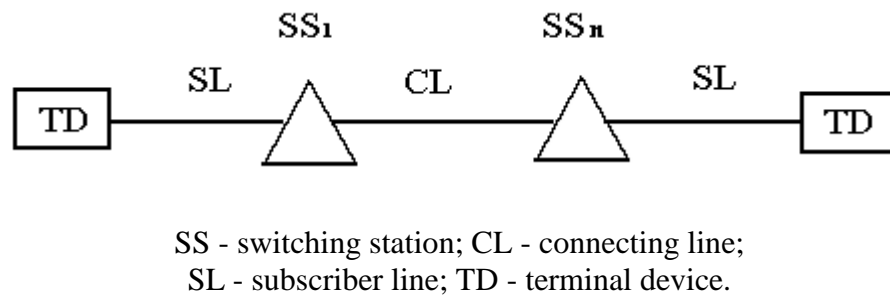 SS₁ SSₙ
SL CL SL
TD TD
SS - switching station; CL - connecting line;
SL - subscriber line; TD - terminal device.